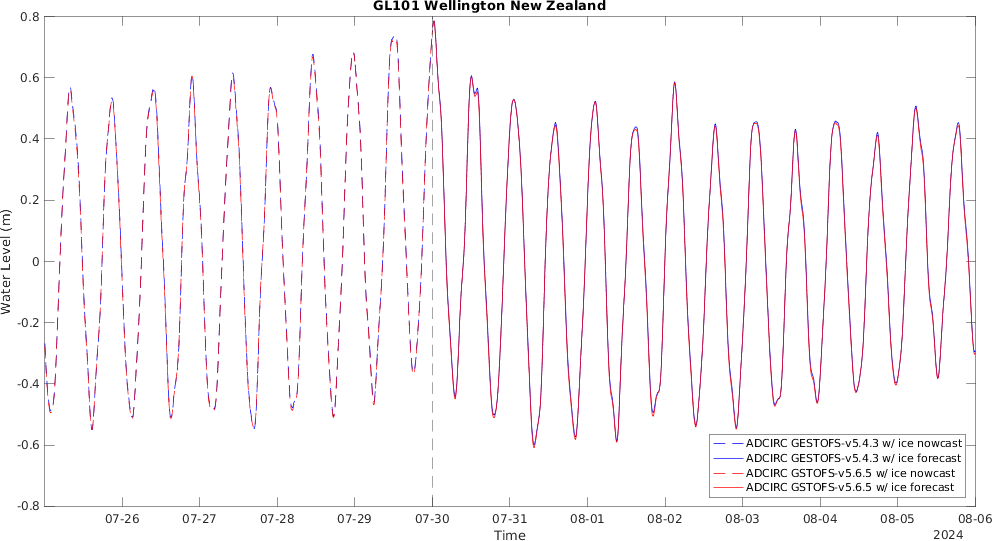 GL101 Wellington New Zealand
0.8
0.6
0.4
0.2
0
-0.2
-0.4
-0.6
-0.8
Water Level (m)
07-26 07-27 07-28 07-29 07-30 07-31 08-01 08-02 08-03 08-04 08-05 08-06
Time
2024
ADCIRC GESTOFS-v5.4.3 w/ ice nowcast
ADCIRC GESTOFS-v5.4.3 w/ ice forecast
ADCIRC GSTOFS-v5.6.5 w/ ice nowcast
ADCIRC GSTOFS-v5.6.5 w/ ice forecast